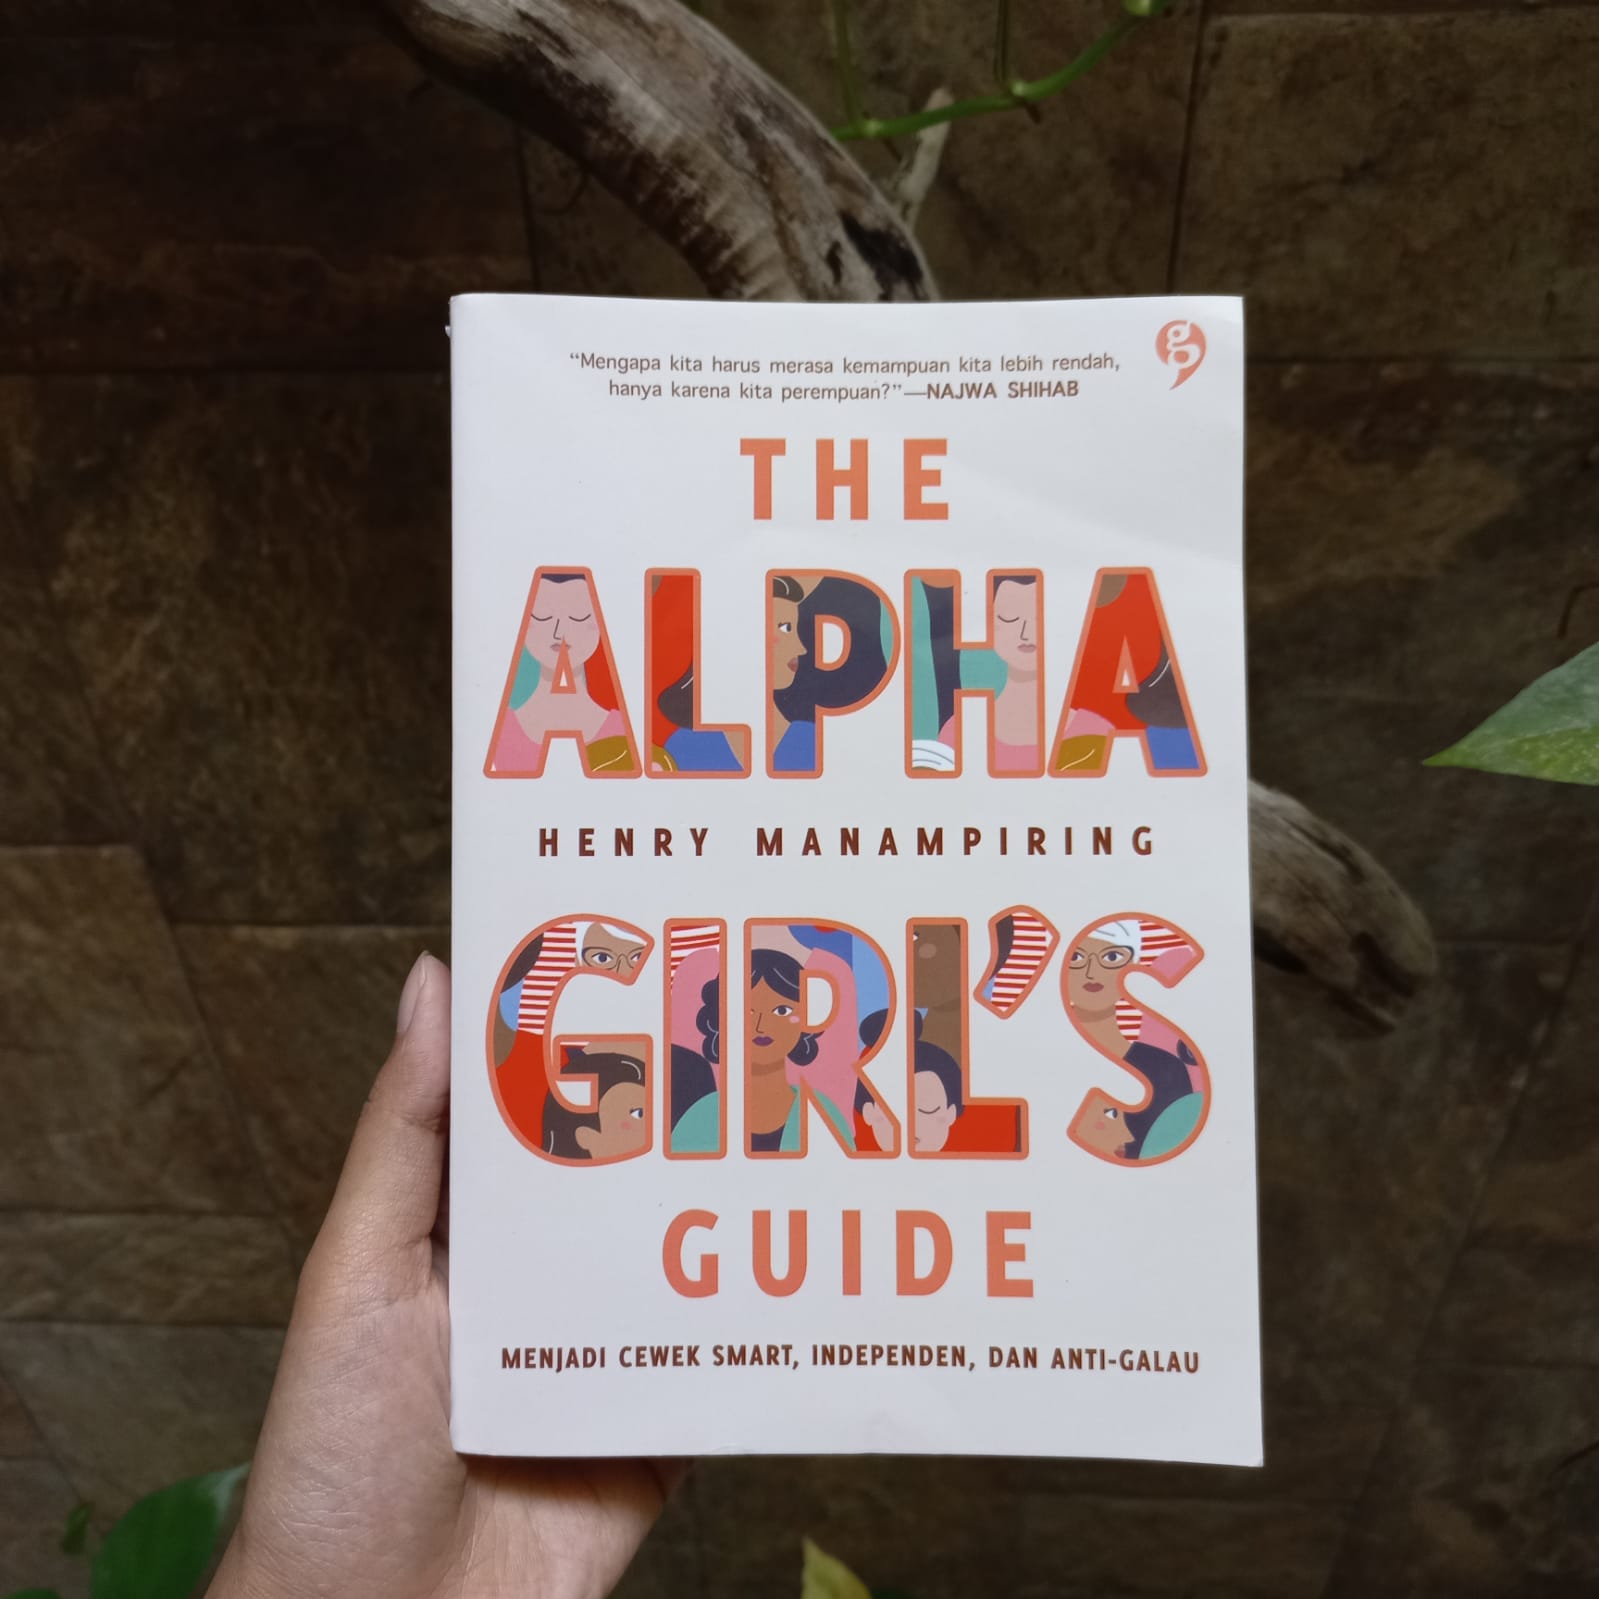 “Mengapa kita harus merasa kemampuan kita lebih rendah,
hanya karena kita perempuan?”—NAJWA SHIHAB
g
THE
ALPHA
HENRY MANAMPIRING
GIRL’S
GUIDE
MENJADI CEWEK SMART, INDEPENDEN, DAN ANTI-GALAU